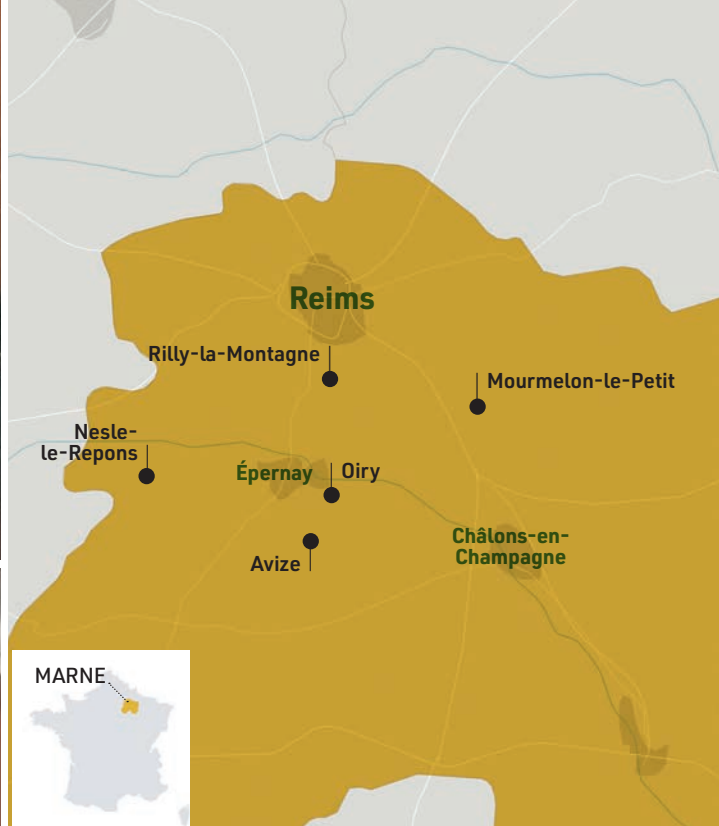 Reims
Rilly-la-Montagne
Mourmelon-le-Petit
Nesle-
le-Repons
Épernay
Oiry
Châlons-en-
Champagne
Avize
MARNE